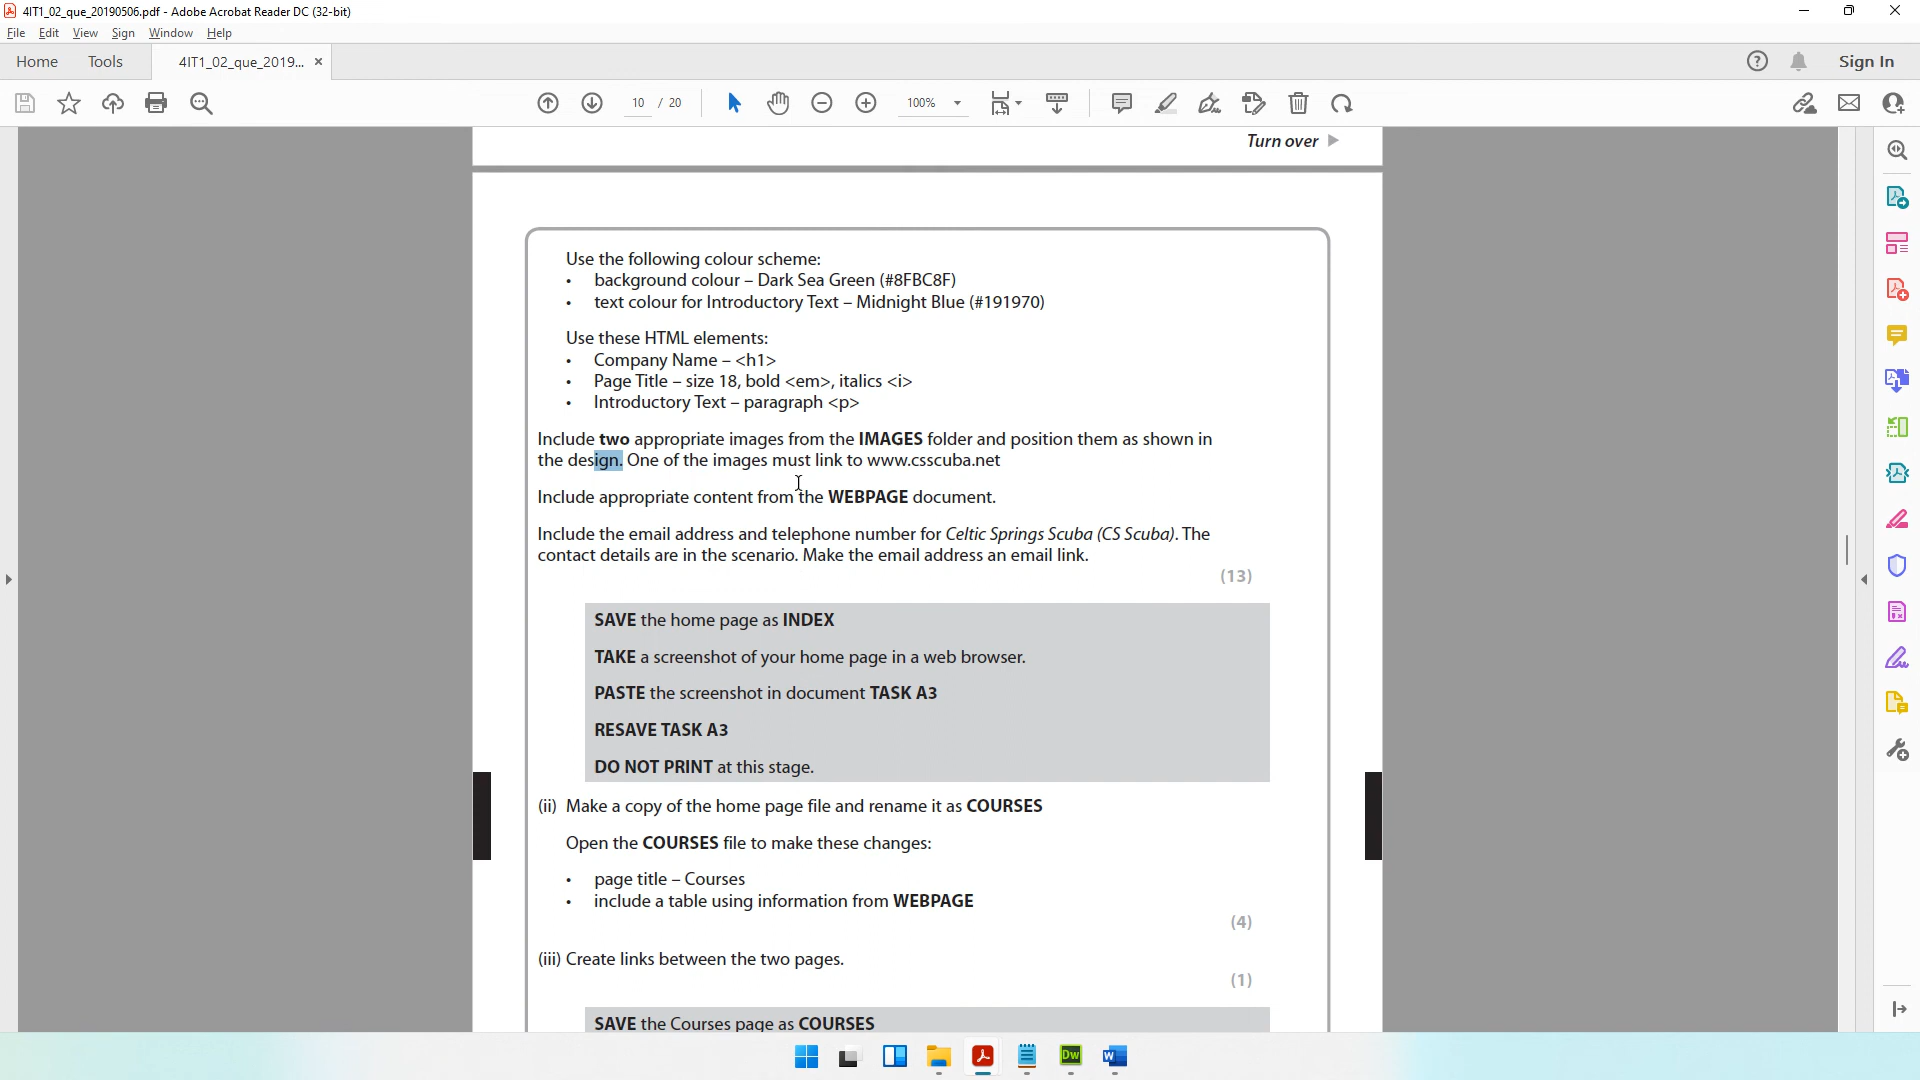 4IT1_02_que_20190506.pdf - Adobe Acrobat Reader DC (32-bit)
File Edit View Sign Window Help
Home Tools 4IT1_02_que_2019... × Sign In
10 / 20 100%
Turn over ▶
Use the following colour scheme:
• background colour – Dark Sea Green (#8FBC8F)
• text colour for Introductory Text – Midnight Blue (#191970)
Use these HTML elements:
• Company Name – <h1>
• Page Title – size 18, bold <em>, italics <i>
• Introductory Text – paragraph <p>
Include two appropriate images from the IMAGES folder and position them as shown in
the design. One of the images must link to www.csscuba.net
Include appropriate content from the WEBPAGE document.
Include the email address and telephone number for Celtic Springs Scuba (CS Scuba). The
contact details are in the scenario. Make the email address an email link.
(13)
SAVE the home page as INDEX
TAKE a screenshot of your home page in a web browser.
PASTE the screenshot in document TASK A3
RESAVE TASK A3
DO NOT PRINT at this stage.
(ii) Make a copy of the home page file and rename it as COURSES
Open the COURSES file to make these changes:
• page title – Courses
• include a table using information from WEBPAGE
(4)
(iii) Create links between the two pages.
(1)
SAVE the Courses page as COURSES
Dw W